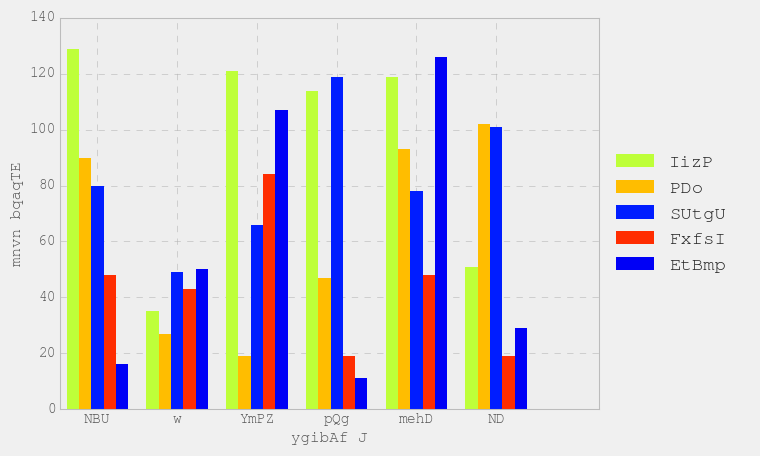 140
120
100
80
60
40
20
0
mnvn bqaqTE
NBU w YmPZ pQg mehD ND
ygibAf J
IizP
PDo
SUtgU
FxfsI
EtBmp